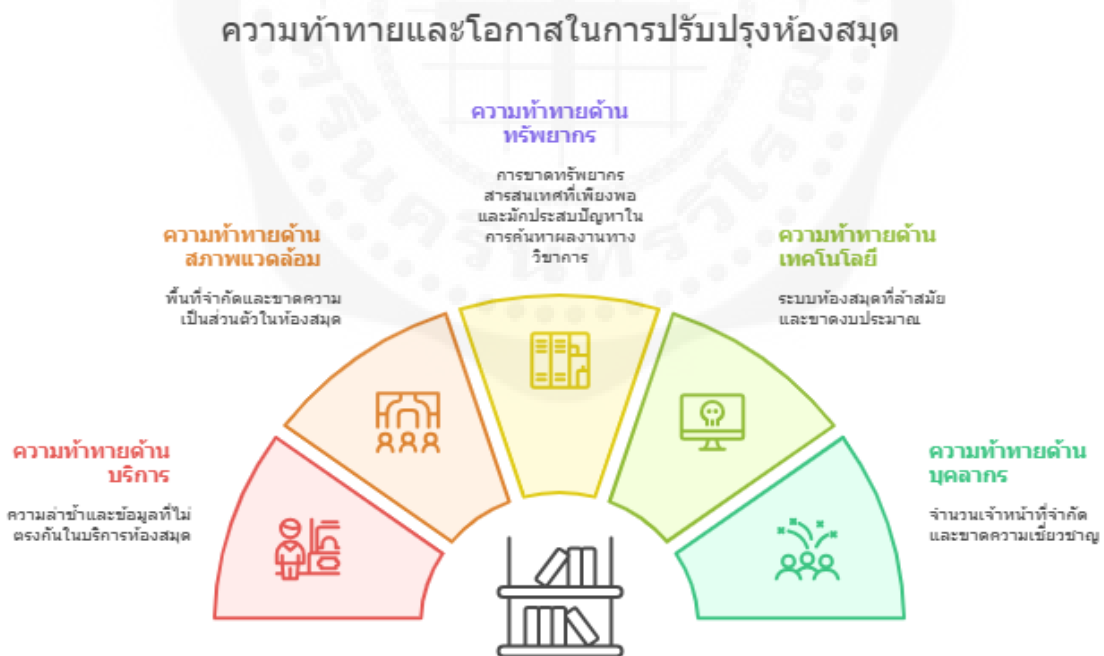 ความท้าทายและโอกาสในการปรับปรุงห้องสมุด
ความท้าทายด้าน
ทรัพยากร
การขาดทรัพยากร
สารสนเทศที่เพียงพอ
และมักประสบปัญหาใน
การค้นหาผลงานทาง
วิชาการ
ความท้าทายด้าน
สภาพแวดล้อม
พื้นที่จำกัดและขาดความ
เป็นส่วนตัวในห้องสมุด
ความท้าทายด้าน
เทคโนโลยี
ระบบห้องสมุดที่ล้าสมัย
และขาดงบประมาณ
ความท้าทายด้าน
บริการ
ความล่าช้าและข้อมูลที่ไม่
ตรงกันในบริการห้องสมุด
ความท้าทายด้าน
บุคลากร
จำนวนเจ้าหน้าที่จำกัด
และขาดความเชี่ยวชาญ